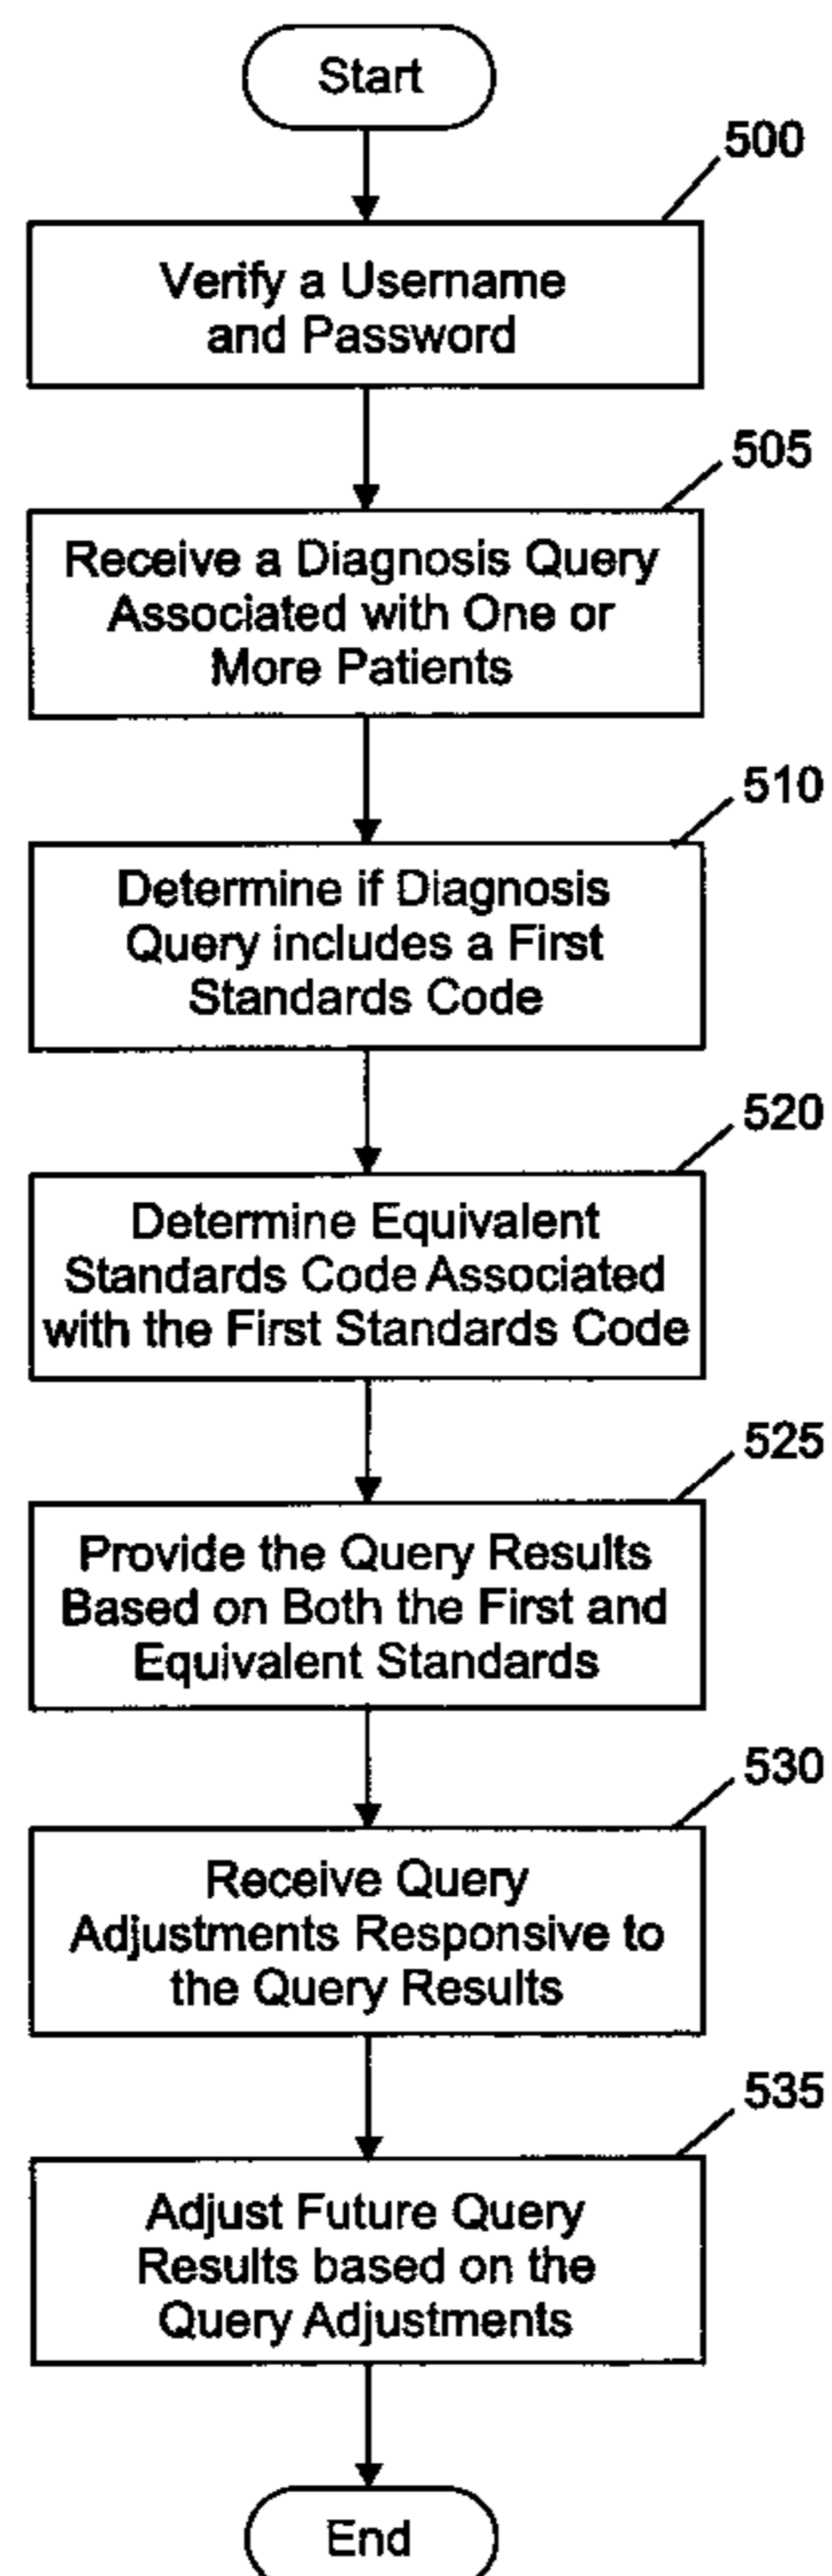 Start
500
Verify a Username
and Password
505
Receive a Diagnosis Query
Associated with One or
More Patients
510
Determine if Diagnosis
Query includes a First
Standards Code
520
Determine Equivalent
Standards Code Associated
with the First Standards Code
525
Provide the Query Results
Based on Both the First and
Equivalent Standards
530
Receive Query
Adjustments Responsive to
the Query Results
535
Adjust Future Query
Results based on the
Query Adjustments
End